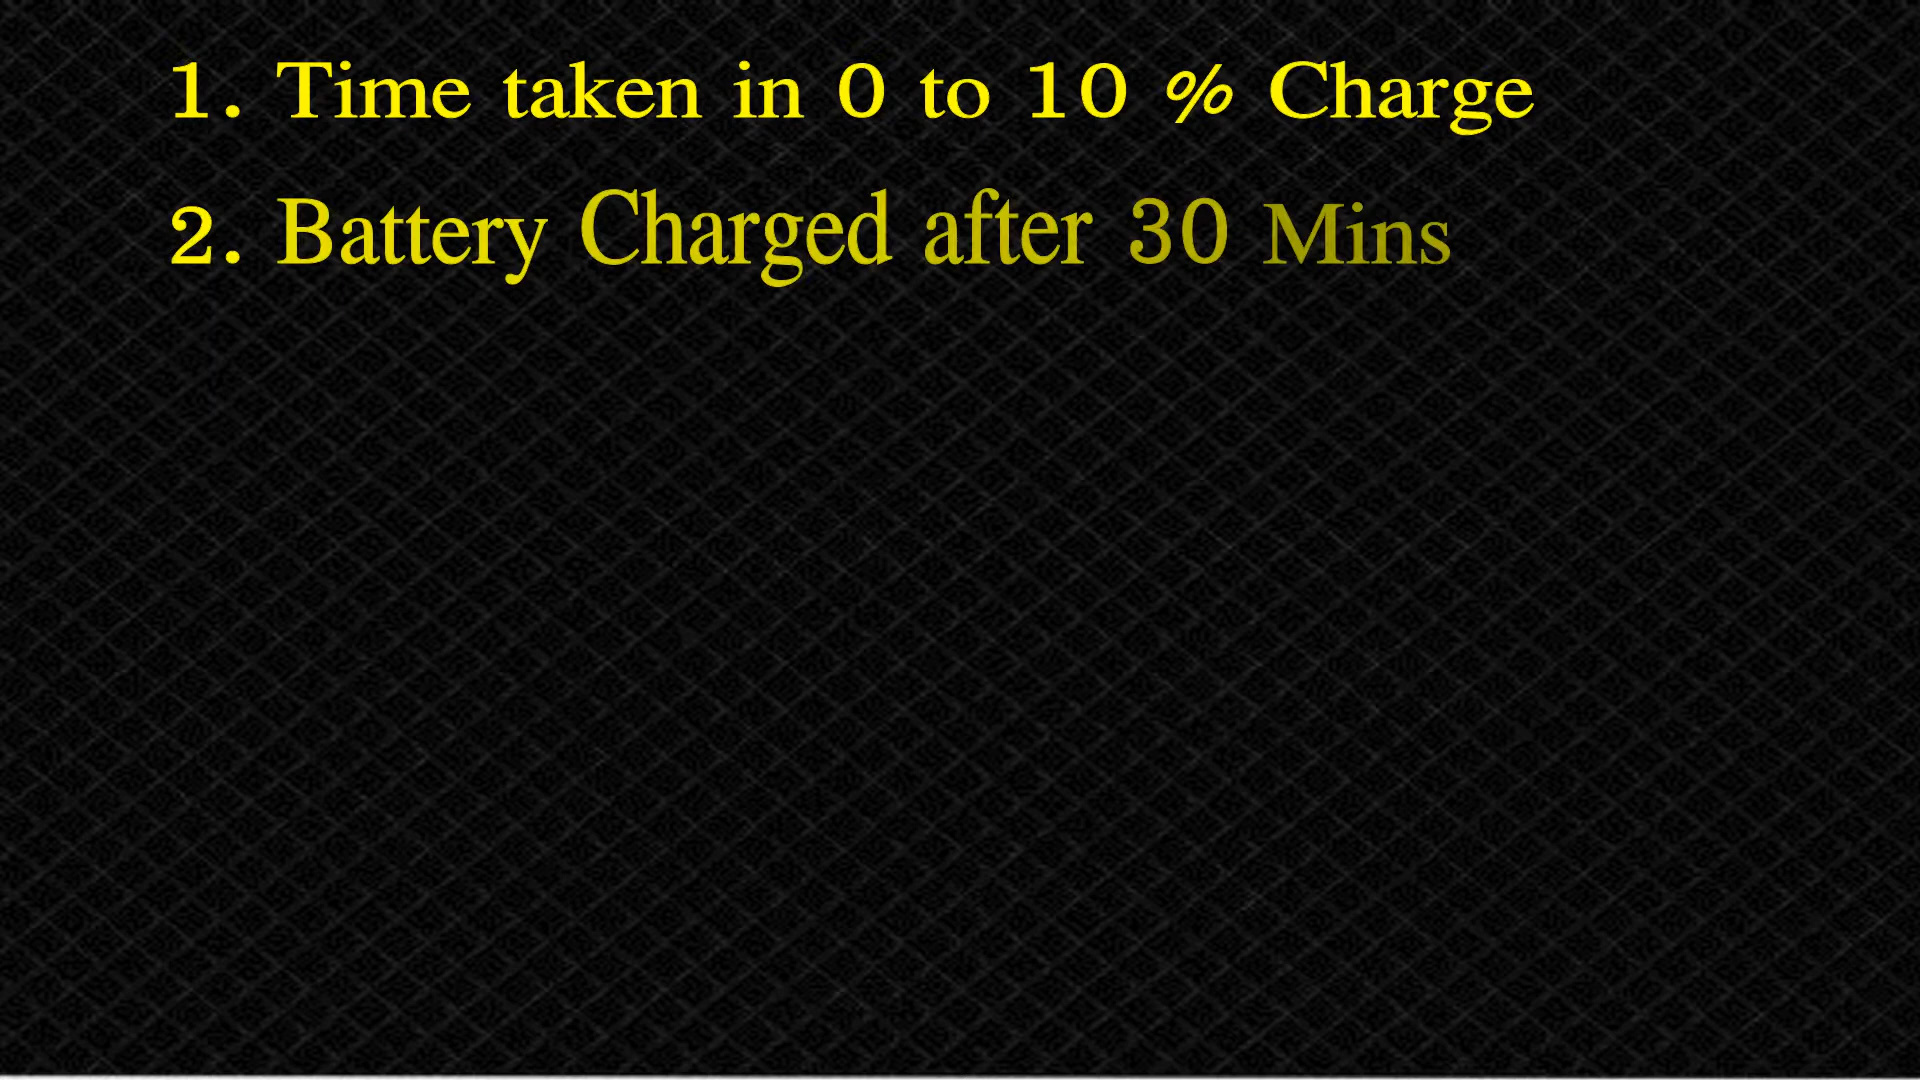 1. Time taken in 0 to 10 % Charge
2. Battery Charged after 30 Mins